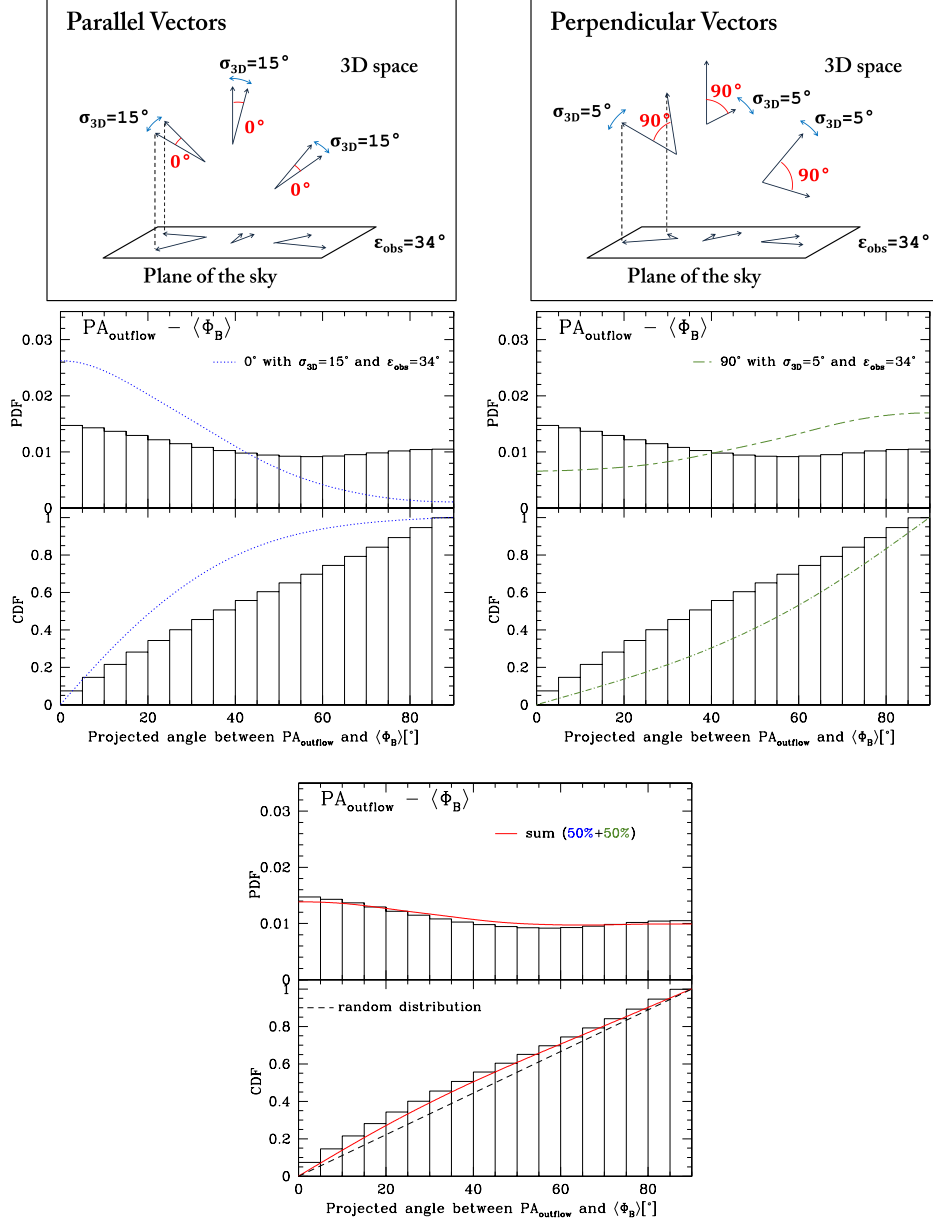 Parallel Vectors
3D space
σ3D=15°
σ3D=15°
σ3D=15°
0°
0°
0°
εobs=34°
Plane of the sky
Perpendicular Vectors
3D space
σ3D=5°
σ3D=5°
σ3D=5°
90°
90°
90°
εobs=34°
Plane of the sky
PAoutflow − ⟨ΦB⟩
0° with σ3D=15° and εobs=34°
PDF
0.03
0.02
0.01
0
CDF
1
0.8
0.6
0.4
0.2
0
0 20 40 60 80
Projected angle between PAoutflow and ⟨ΦB⟩[°]
PAoutflow − ⟨ΦB⟩
90° with σ3D=5° and εobs=34°
PDF
0.03
0.02
0.01
0
CDF
1
0.8
0.6
0.4
0.2
0
0 20 40 60 80
Projected angle between PAoutflow and ⟨ΦB⟩[°]
PAoutflow − ⟨ΦB⟩
sum (50%+50%)
PDF
0.03
0.02
0.01
0
random distribution
CDF
1
0.8
0.6
0.4
0.2
0
0 20 40 60 80
Projected angle between PAoutflow and ⟨ΦB⟩[°]